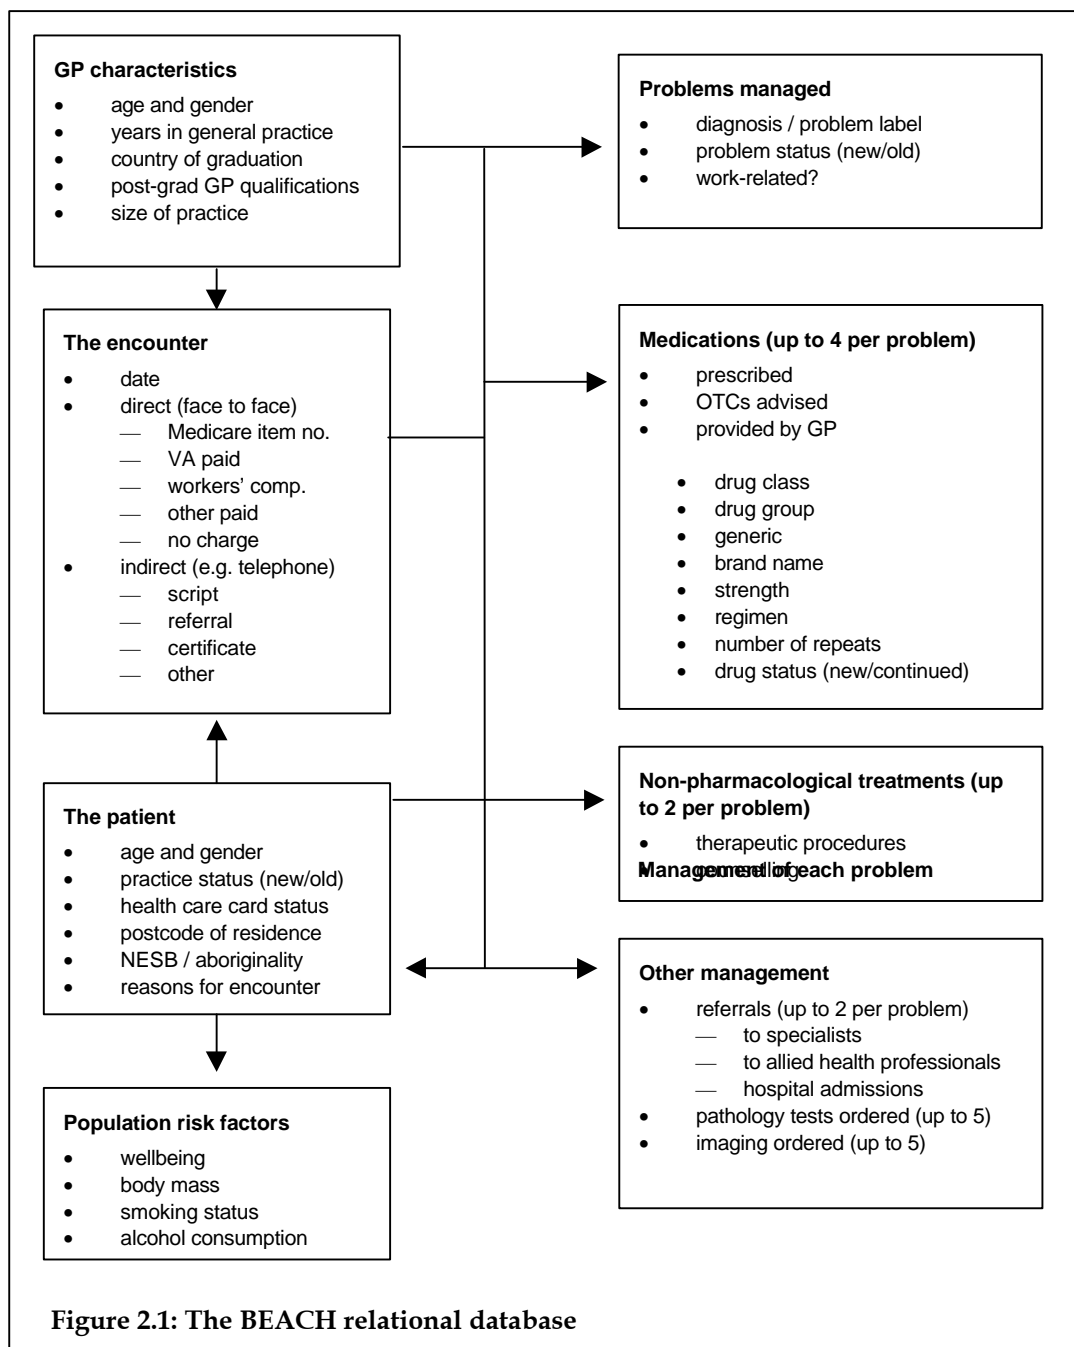 GP characteristics
• age and gender
• years in general practice
• country of graduation
• post-grad GP qualifications
• size of practice
The encounter
• date
• direct (face to face)
— Medicare item no.
— VA paid
— workers’ comp.
— other paid
— no charge
• indirect (e.g. telephone)
— script
— referral
— certificate
— other
The patient
• age and gender
• practice status (new/old)
• health care card status
• postcode of residence
• NESB / aboriginality
• reasons for encounter
Population risk factors
• wellbeing
• body mass
• smoking status
• alcohol consumption
Problems managed
• diagnosis / problem label
• problem status (new/old)
• work-related?
Medications (up to 4 per problem)
• prescribed
• OTCs advised
• provided by GP
• drug class
• drug group
• generic
• brand name
• strength
• regimen
• number of repeats
• drug status (new/continued)
Non-pharmacological treatments (up
to 2 per problem)
• therapeutic procedures
• counselling
Management of each problem
Other management
• referrals (up to 2 per problem)
— to specialists
— to allied health professionals
— hospital admissions
• pathology tests ordered (up to 5)
• imaging ordered (up to 5)
Figure 2.1: The BEACH relational database